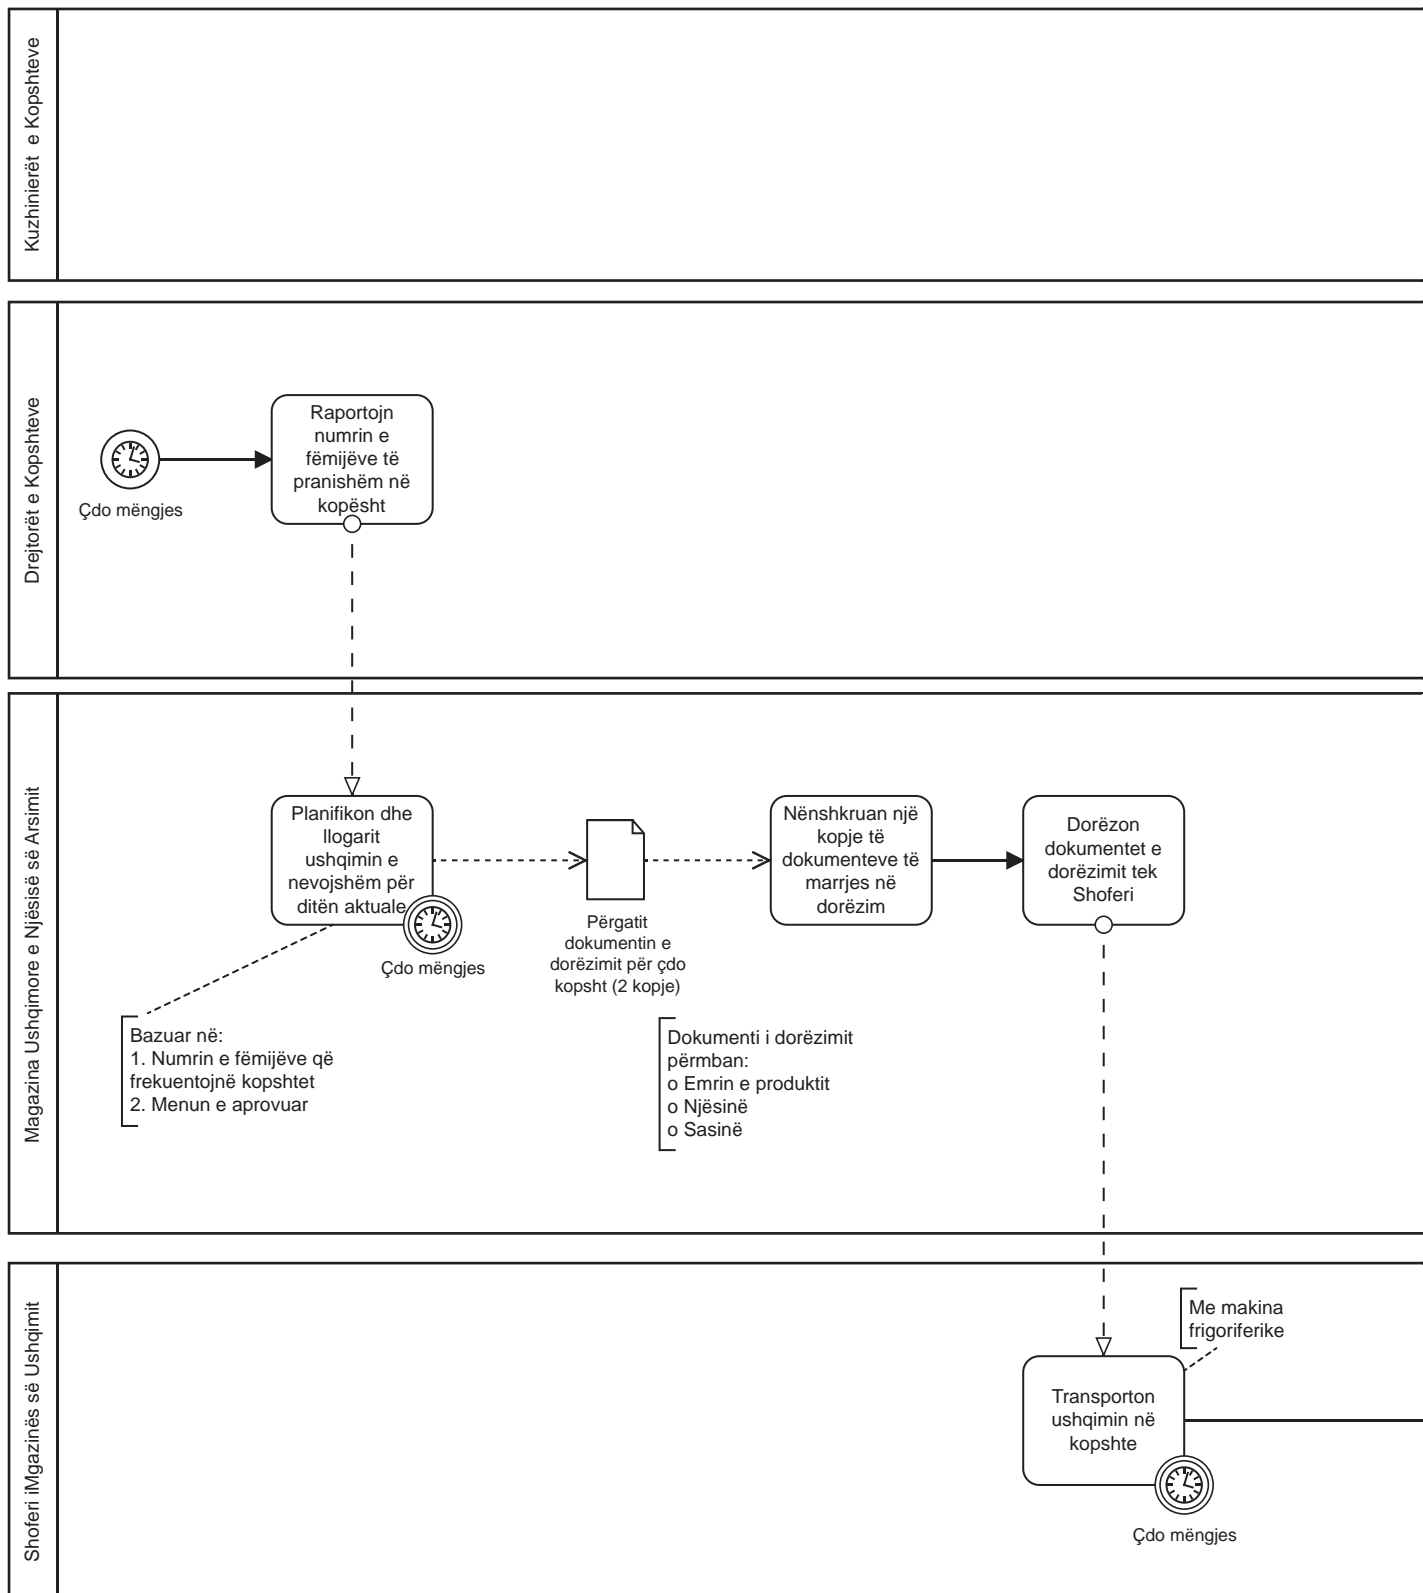 Kuzhinierët  e Kopshteve
Drejtorët e Kopshteve
Çdo mëngjes
Raportojn
numrin e
fëmijëve të
pranishëm në
kopësht
Magazina Ushqimore e Njësisë së Arsimit
Planifikon dhe
llogarit
ushqimin e
nevojshëm për
ditën aktuale
Çdo mëngjes
Bazuar në:
1. Numrin e fëmijëve që
frekuentojnë kopshtet
2. Menun e aprovuar
Përgatit
dokumentin e
dorëzimit për çdo
kopsht (2 kopje)
Dokumenti i dorëzimit
përmban:
o Emrin e produktit
o Njësinë
o Sasinë
Nënshkruan një
kopje të
dokumenteve të
marrjes në
dorëzim
Dorëzon
dokumentet e
dorëzimit tek
Shoferi
Shoferi iMgazinës së Ushqimit
Me makina
frigoriferike
Transporton
ushqimin në
kopshte
Çdo mëngjes